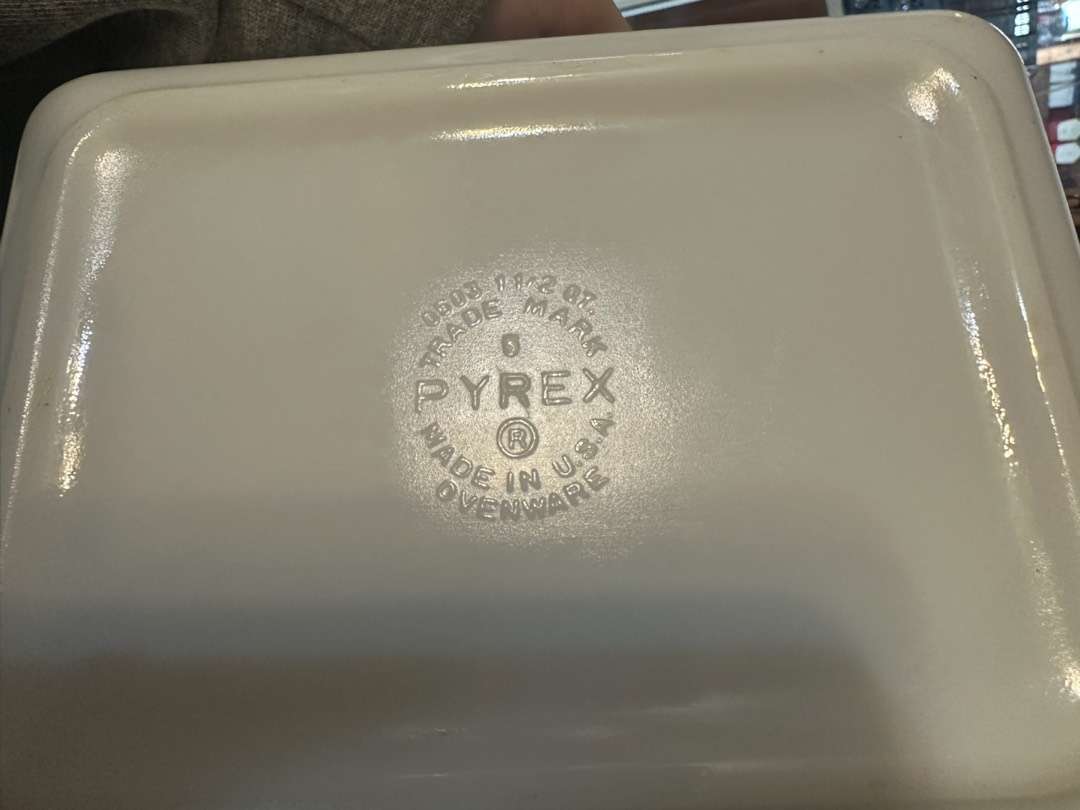 0503 1 1/2 QT.
TRADE MARK
5
PYREX
®
MADE IN U.S.A.
OVENWARE